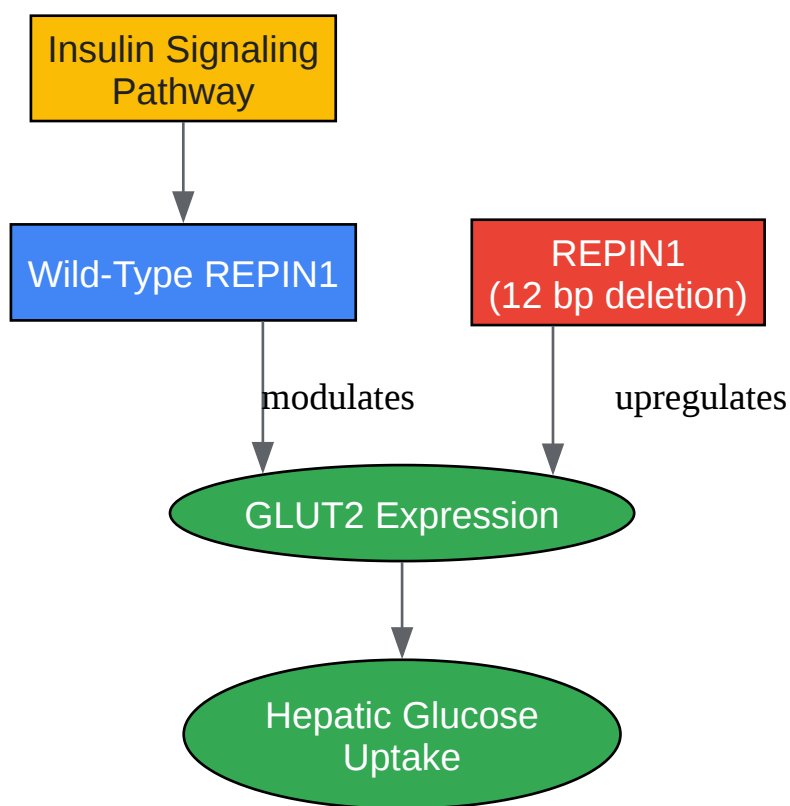 Insulin Signaling
Pathway
Wild-Type REPIN1
REPIN1
(12 bp deletion)
modulates
upregulates
GLUT2 Expression
Hepatic Glucose
Uptake